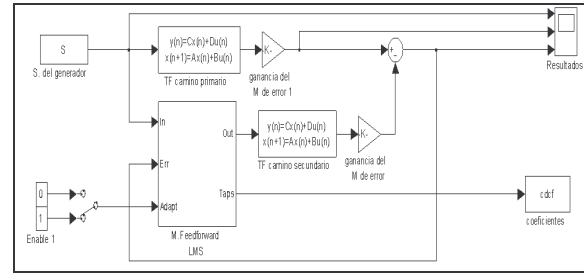 S
S. del generador
y(n)=Cx(n)+Du(n)
x(n+1)=Ax(n)+Bu(n)
TF camino primario
K-
ganancia del
M de error 1
Resultados
In
Err
Adapt
Out
Taps
M.Feedforward
LMS
y(n)=Cx(n)+Du(n)
x(n+1)=Ax(n)+Bu(n)
TF camino secundario
K-
ganancia del
M de error
0
1
Enable 1
cdcf
coeficientes